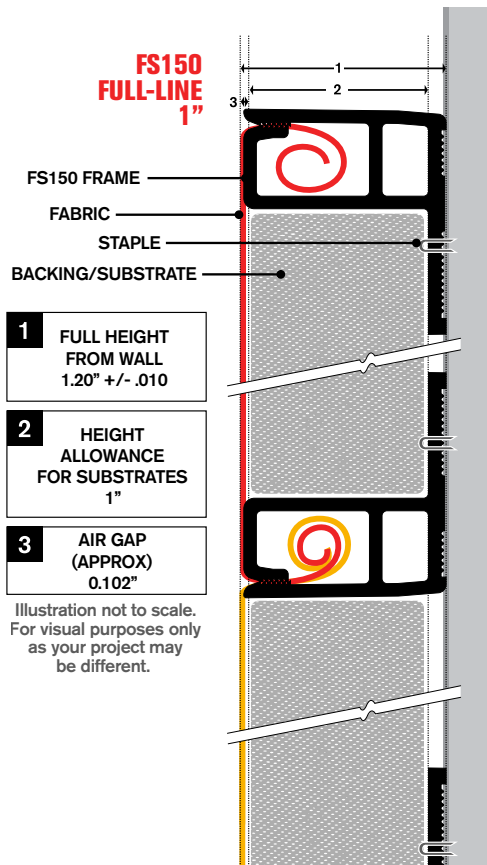 FS150
FULL-LINE
1”
1
2
3
FS150 FRAME
FABRIC
STAPLE
BACKING/SUBSTRATE
1
FULL HEIGHT
FROM WALL
1.20” +/- .010
2
HEIGHT
ALLOWANCE
FOR SUBSTRATES
1”
3
AIR GAP
(APPROX)
0.102”
Illustration not to scale.
For visual purposes only
as your project may
be different.